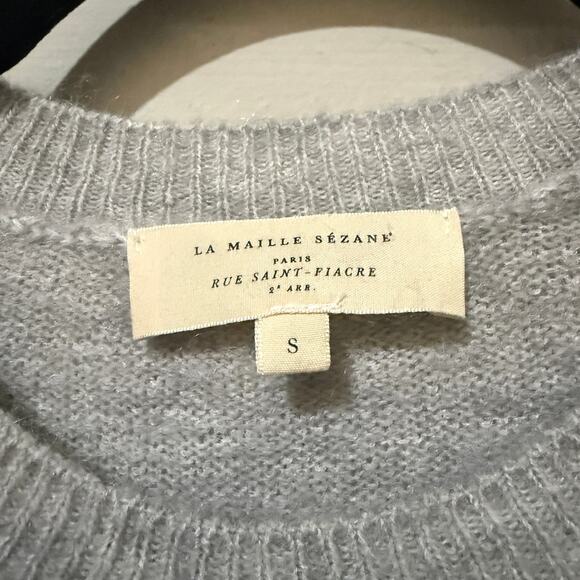 LA MAILLE SÉZANE
PARIS
RUE SAINT-FIACRE
2e ARR.
S